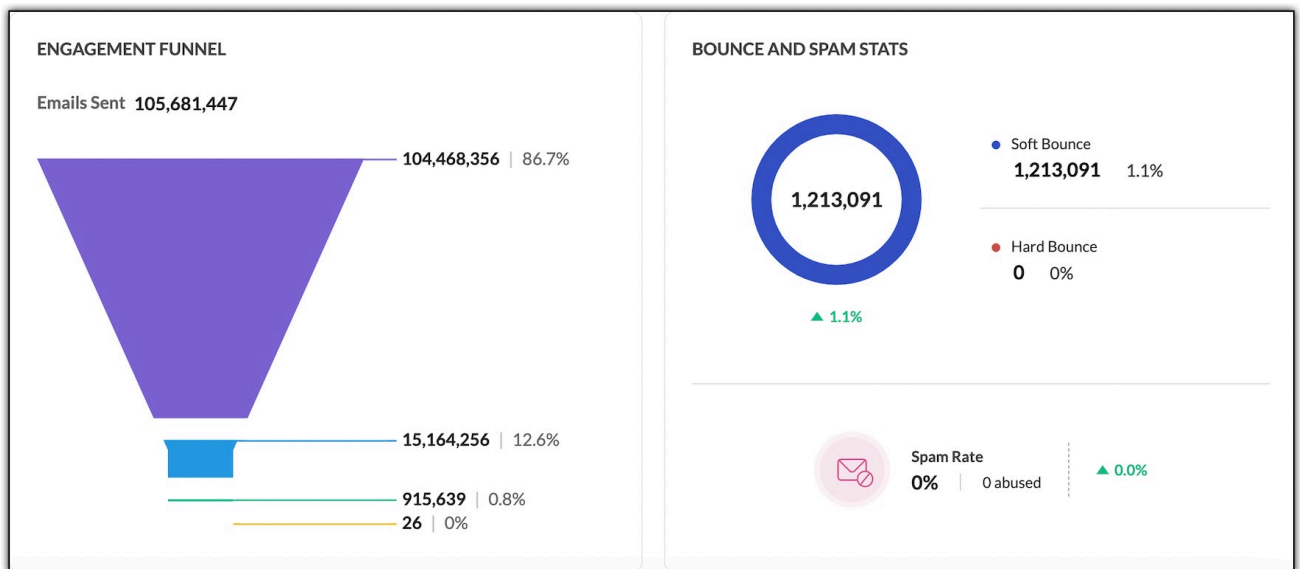 ENGAGEMENT FUNNEL
Emails Sent 105,681,447
104,468,356 | 86.7%
15,164,256 | 12.6%
915,639 | 0.8%
26 | 0%
BOUNCE AND SPAM STATS
1,213,091
1.1%
Soft Bounce
1,213,091 1.1%
Hard Bounce
0 0%
Spam Rate
0% | 0 abused
0.0%